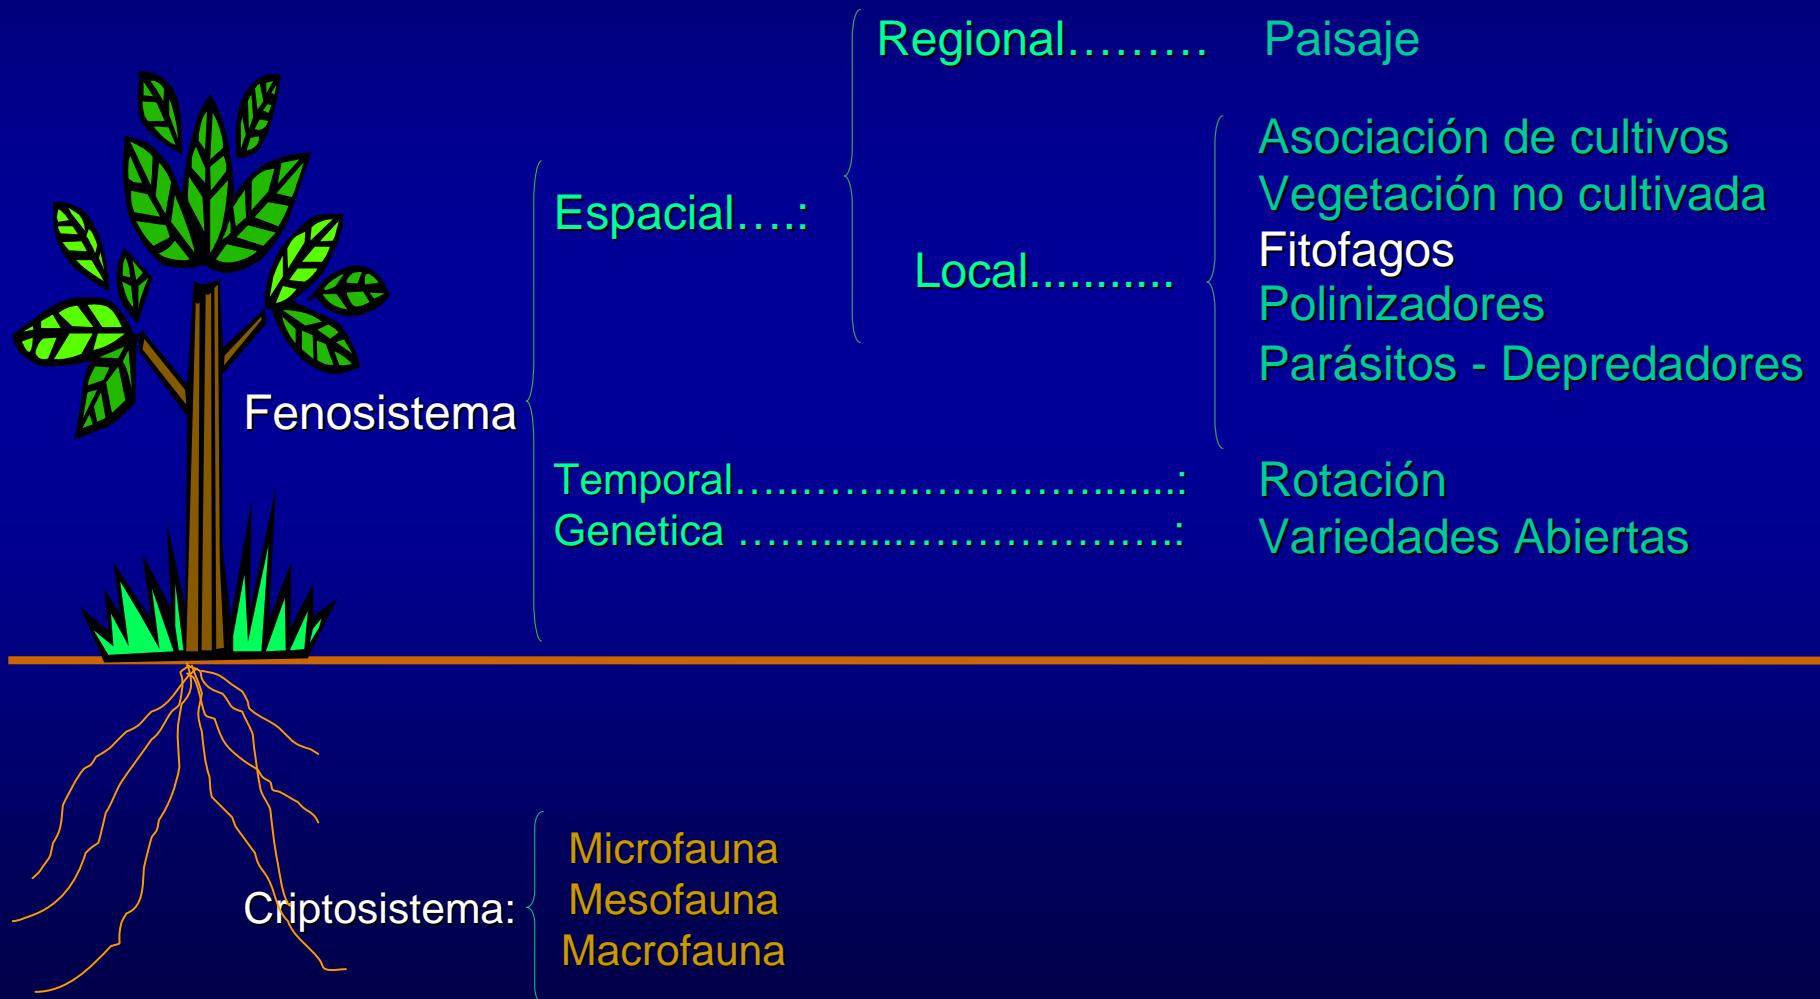 Regional……… Paisaje
Asociación de cultivos
Vegetación no cultivada
Espacial….:
Fitofagos
Local...........
Polinizadores
Parásitos - Depredadores
Fenosistema
Temporal…..……...………….......: Rotación
Genetica ……......……………….: Variedades Abiertas
Microfauna
Criptosistema: Mesofauna
Macrofauna